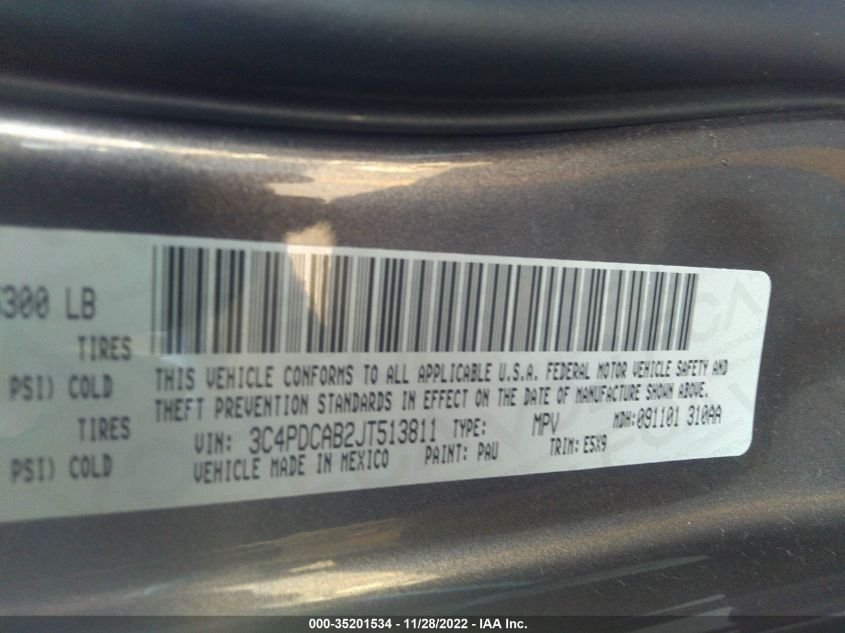 300 LB
TIRES
PSI) COLD
TIRES
PSI) COLD
THIS VEHICLE CONFORMS TO ALL APPLICABLE U.S.A. FEDERAL MOTOR VEHICLE SAFETY AND
THEFT PREVENTION STANDARDS IN EFFECT ON THE DATE OF MANUFACTURE SHOWN ABOVE.
VIN: 3C4PDCAB2JT513811 TYPE: MPV MDH: 091101 310AA
VEHICLE MADE IN MEXICO PAINT: PAU TRIM: E5X9
000-35201534 - 11/28/2022 - IAA Inc.